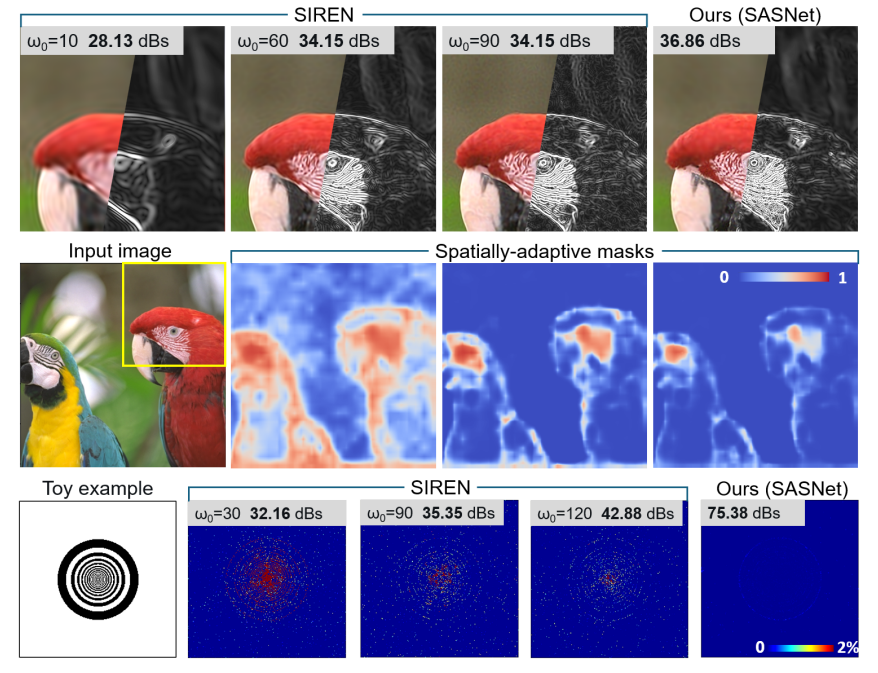 SIREN
Ours (SASNet)
ω₀=10 28.13 dBs
ω₀=60 34.15 dBs
ω₀=90 34.15 dBs
36.86 dBs
Input image
Spatially-adaptive masks
0 1
Toy example
SIREN
Ours (SASNet)
ω₀=30 32.16 dBs
ω₀=90 35.35 dBs
ω₀=120 42.88 dBs
75.38 dBs
0 2%